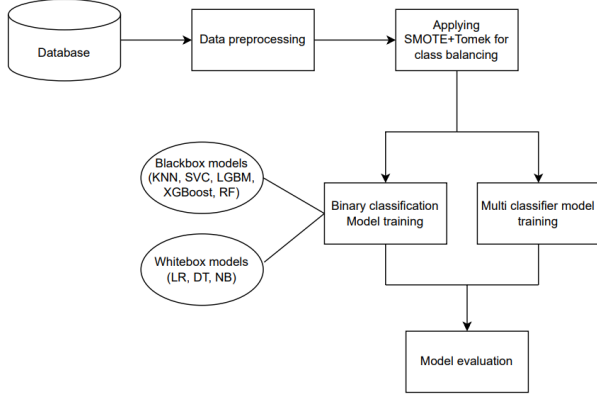 Database
Data preprocessing
Applying
SMOTE+Tomek for
class balancing
Blackbox models
(KNN, SVC, LGBM,
XGBoost, RF)
Binary classification
Model training
Multi classifier model
training
Whitebox models
(LR, DT, NB)
Model evaluation